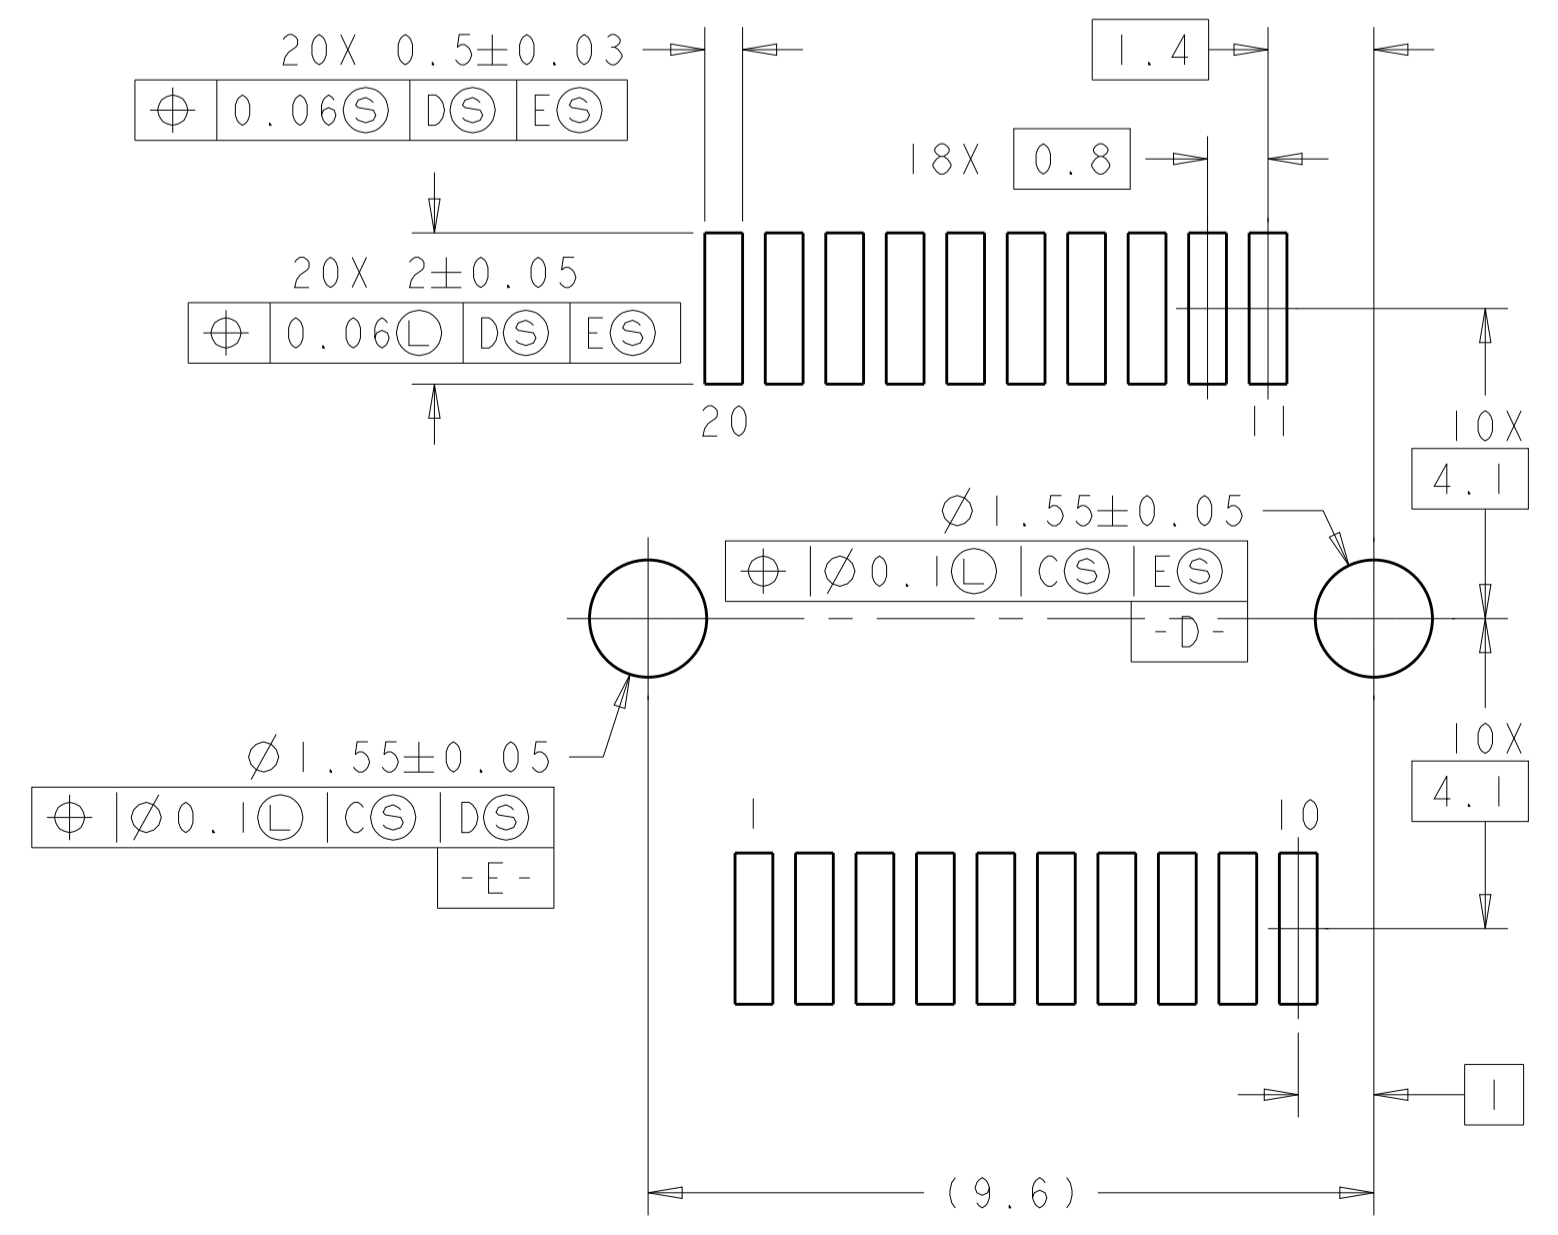 20X 0.5±0.03
⌖ 0.06Ⓢ DⓈ EⓈ
1.4
18X 0.8
20X 2±0.05
⌖ 0.06Ⓛ DⓈ EⓈ
20
11
10X
4.1
Ø1.55±0.05
⌖ Ø0.1Ⓛ CⓈ EⓈ
-D-
Ø1.55±0.05
⌖ Ø0.1Ⓛ CⓈ DⓈ
-E-
10X
4.1
1
10
1
(9.6)